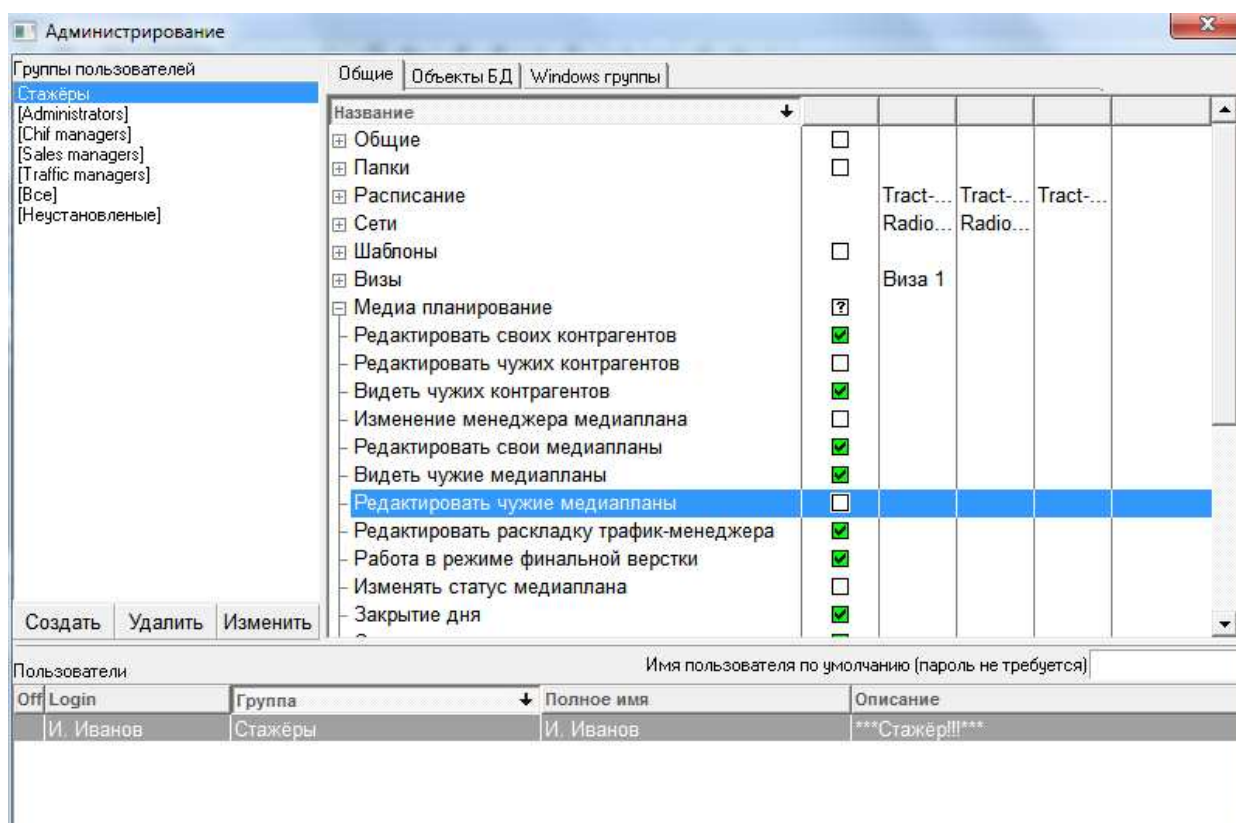 Администрирование
Группы пользователей
Стажёры
[Administrators]
[Chif managers]
[Sales managers]
[Traffic managers]
[Все]
[Неустановленые]
Создать Удалить Изменить
Общие Объекты БД Windows группы
Название
Общие
Папки
Расписание Tract-... Tract-... Tract-...
Сети Radio... Radio...
Шаблоны
Визы Виза 1
Медиа планирование ?
Редактировать своих контрагентов
Редактировать чужих контрагентов
Видеть чужих контрагентов
Изменение менеджера медиаплана
Редактировать свои медиапланы
Видеть чужие медиапланы
Редактировать чужие медиапланы
Редактировать раскладку трафик-менеджера
Работа в режиме финальной верстки
Изменять статус медиаплана
Закрытие дня
Пользователи
Имя пользователя по умолчанию (пароль не требуется)
Off Login Группа Полное имя Описание
И. Иванов Стажёры И. Иванов ***Стажёр!!!***